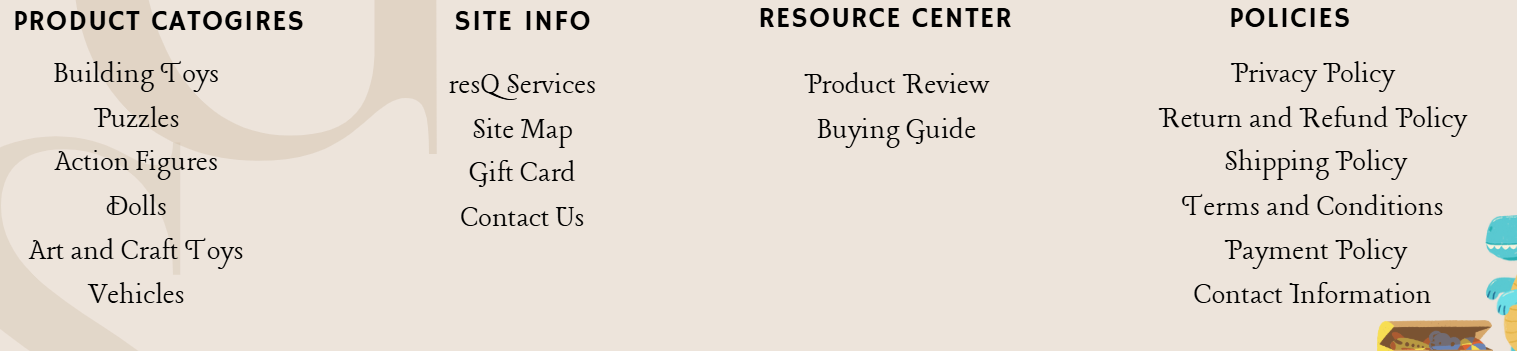 PRODUCT CATOGIRES
Building Toys
Puzzles
Action Figures
Dolls
Art and Craft Toys
Vehicles
SITE INFO
resQ Services
Site Map
Gift Card
Contact Us
RESOURCE CENTER
Product Review
Buying Guide
POLICIES
Privacy Policy
Return and Refund Policy
Shipping Policy
Terms and Conditions
Payment Policy
Contact Information